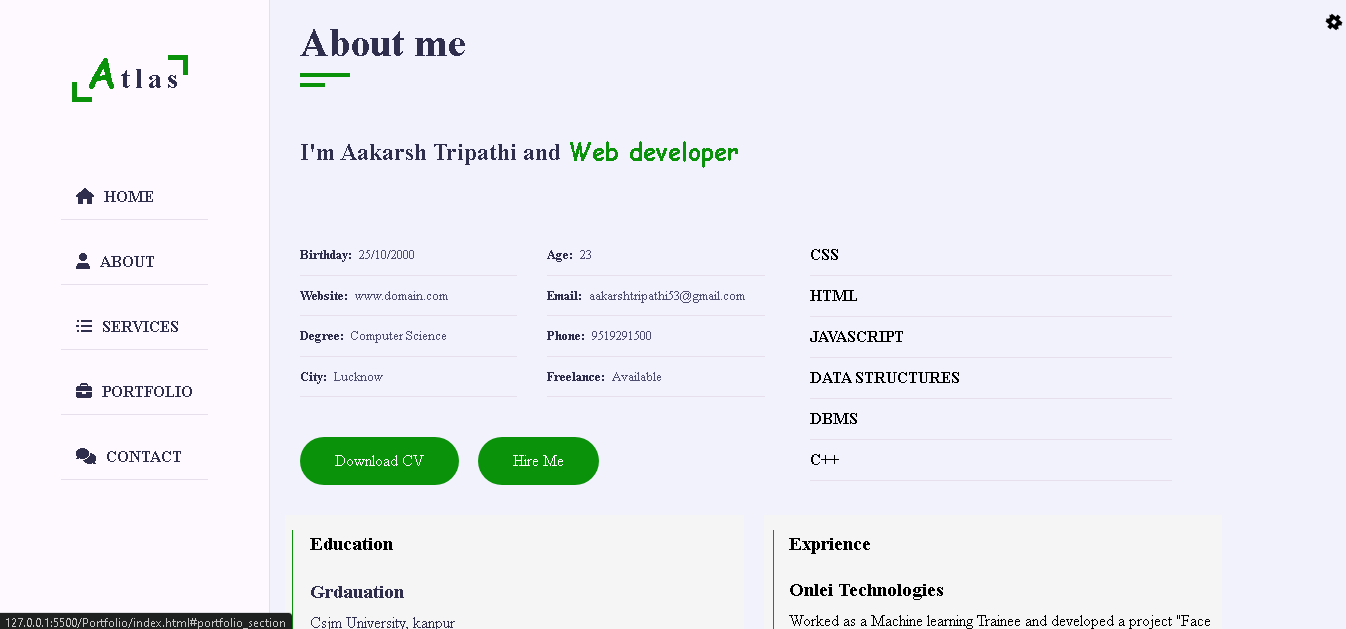 Atlas
HOME
ABOUT
SERVICES
PORTFOLIO
CONTACT
About me
I'm Aakarsh Tripathi and Web developer
Birthday: 25/10/2000
Age: 23
Website: www.domain.com
Email: aakarshtripathi53@gmail.com
Degree: Computer Science
Phone: 9519291500
City: Lucknow
Freelance: Available
Download CV
Hire Me
CSS
HTML
JAVASCRIPT
DATA STRUCTURES
DBMS
C++
Education
Grdauation
Csjm University, kanpur
Exprience
Onlei Technologies
Worked as a Machine learning Trainee and developed a project "Face
127.0.0.1:5500/Portfolio/index.html#portfolio_section